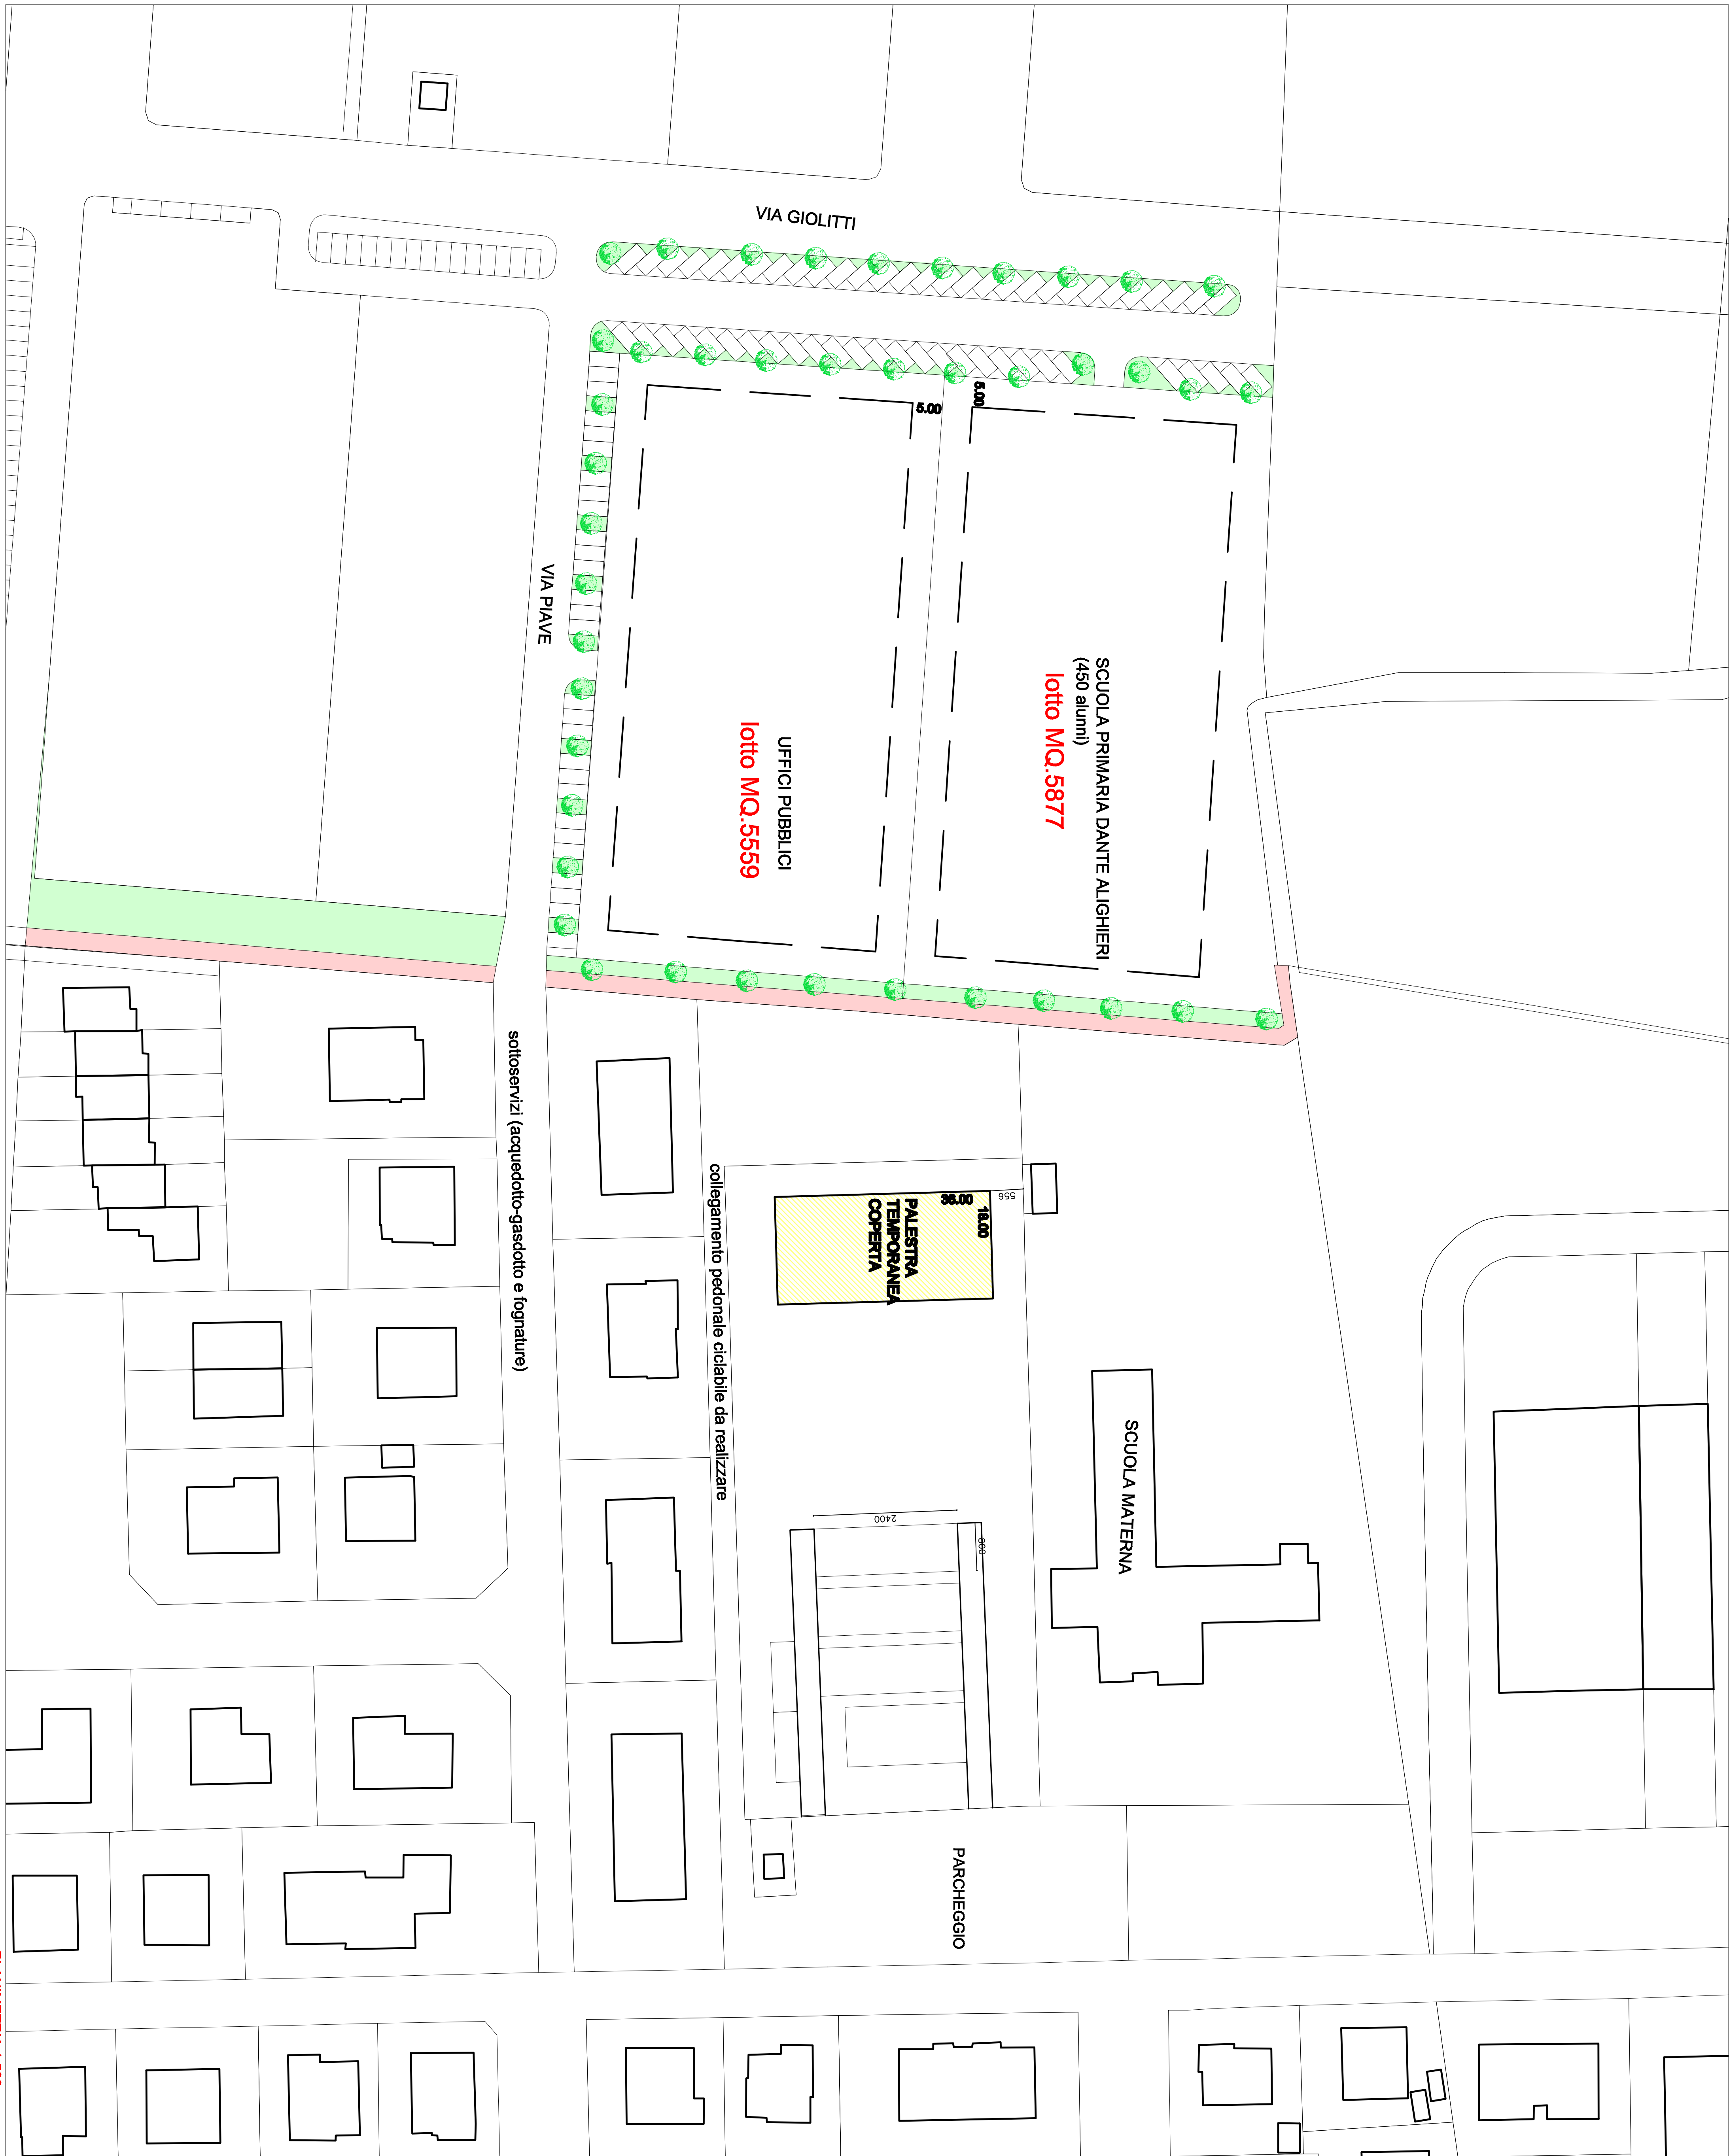 VIA GIOLITTI
5.00
5.00
VIA PIAVE
SCUOLA PRIMARIA DANTE ALIGHIERI
(450 alunni)
lotto MQ.5877
UFFICI PUBBLICI
lotto MQ.5559
sottoservizi (acquedotto-gasdotto e fognature)
collegamento pedonale ciclabile da realizzare
556
18.00
36.00
PALESTRA
TEMPORANEA
COPERTA
SCUOLA MATERNA
2400
800
PARCHEGGIO